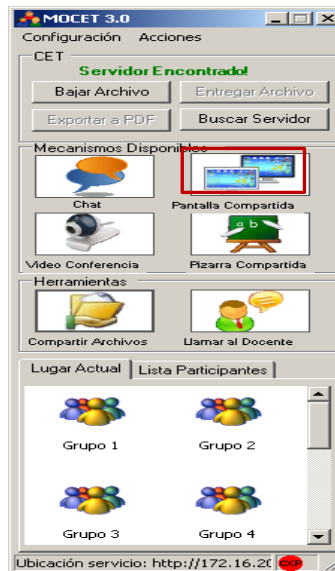 MOCET 3.0
Configuración Acciones
CET
Servidor Encontrado!
Bajar Archivo Entregar Archivo
Exportar a PDF Buscar Servidor
Mecanismos Disponibles
a b
Chat Pantalla Compartida
Video Conferencia Pizarra Compartida
Herramientas
Compartir Archivos Llamar al Docente
Lugar Actual Lista Participantes
Grupo 1 Grupo 2
Grupo 3 Grupo 4
Ubicación servicio: http://172.16.2 CXP